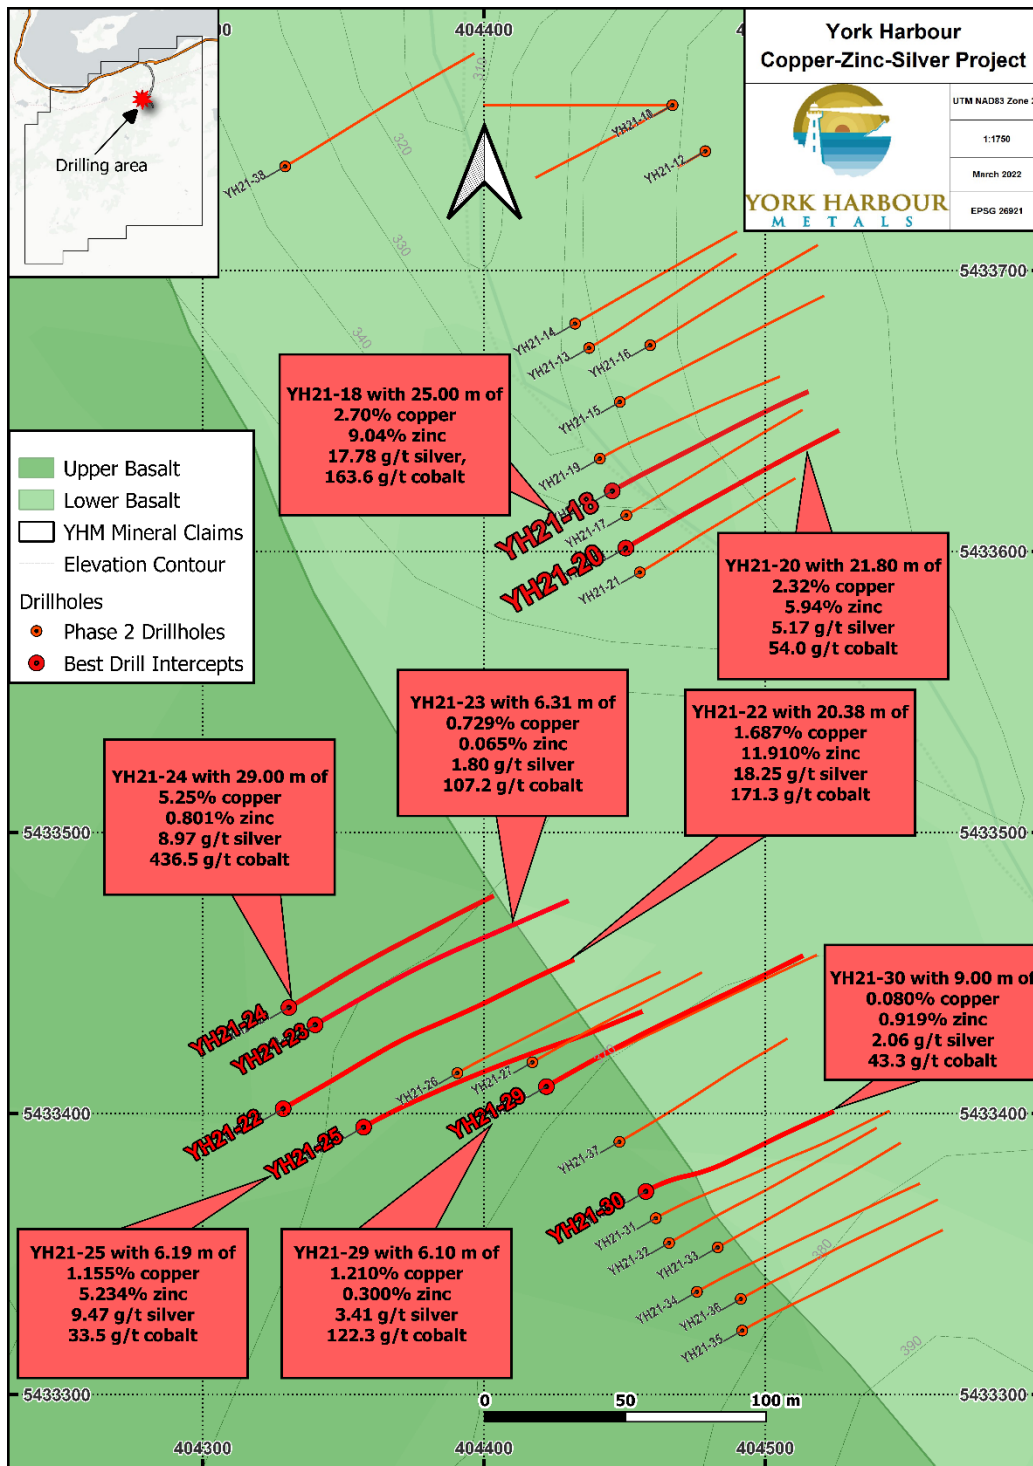 York Harbour
Copper-Zinc-Silver Project
UTM NAD83 Zone 2
1:1750
March 2022
EPSG 26921
YORK HARBOUR
METALS
Drilling area
00
404400
310
320
330
340
YH21-38
YH21-12
5433700
YH21-14
YH21-13
YH21-16
YH21-15
YH21-19
YH21-18
YH21-17
YH21-20
YH21-21
YH21-18 with 25.00 m of
2.70% copper
9.04% zinc
17.78 g/t silver,
163.6 g/t cobalt
Upper Basalt
Lower Basalt
YHM Mineral Claims
Elevation Contour
Drillholes
Phase 2 Drillholes
Best Drill Intercepts
5433600
YH21-20 with 21.80 m of
2.32% copper
5.94% zinc
5.17 g/t silver
54.0 g/t cobalt
YH21-23 with 6.31 m of
0.729% copper
0.065% zinc
1.80 g/t silver
107.2 g/t cobalt
YH21-22 with 20.38 m of
1.687% copper
11.910% zinc
18.25 g/t silver
171.3 g/t cobalt
YH21-24 with 29.00 m of
5.25% copper
0.801% zinc
8.97 g/t silver
436.5 g/t cobalt
5433500
5433500
YH21-30 with 9.00 m of
0.080% copper
0.919% zinc
2.06 g/t silver
43.3 g/t cobalt
YH21-24
YH21-23
YH21-26
YH21-27
370
YH21-22
YH21-25
YH21-29
5433400
5433400
YH21-37
YH21-30
YH21-31
YH21-32
YH21-33
YH21-34
YH21-36
YH21-35
380
390
YH21-25 with 6.19 m of
1.155% copper
5.234% zinc
9.47 g/t silver
33.5 g/t cobalt
YH21-29 with 6.10 m of
1.210% copper
0.300% zinc
3.41 g/t silver
122.3 g/t cobalt
5433300
5433300
0 50 100 m
404300
404400
404500